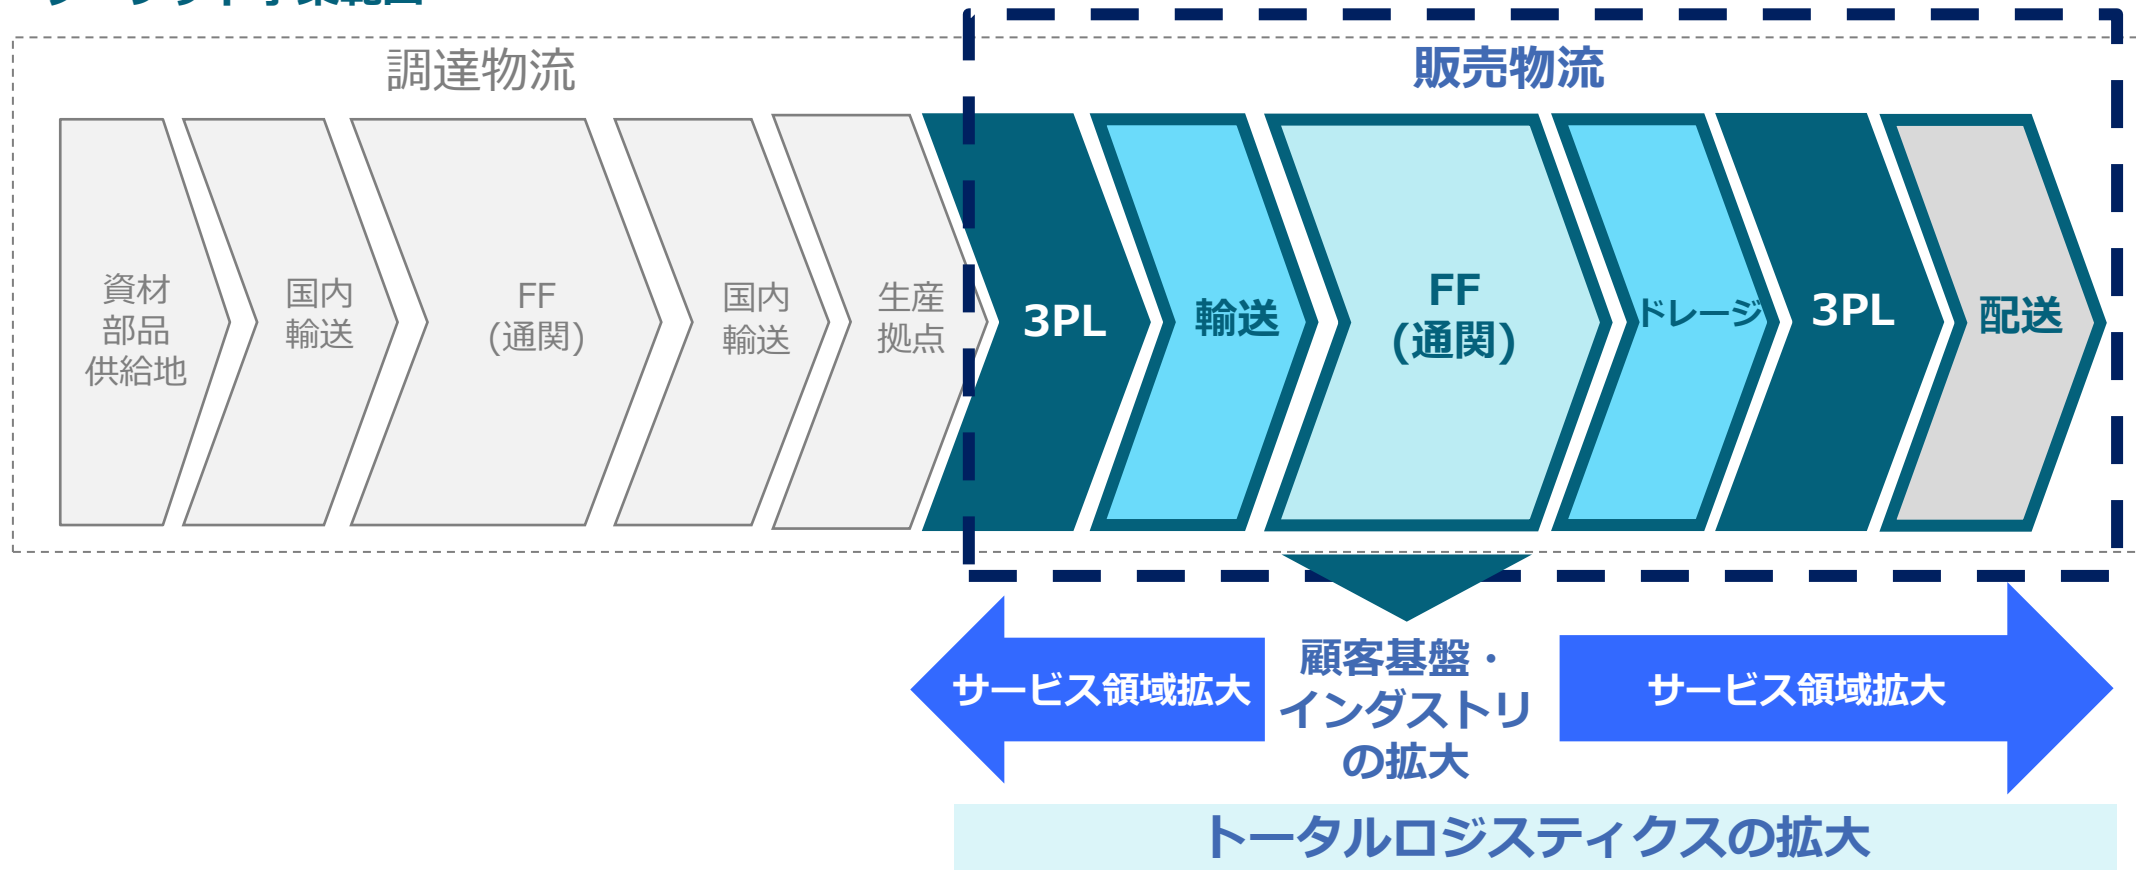 調達物流
販売物流
資材
部品
供給地
国内
輸送
FF
(通関)
国内
輸送
生産
拠点
3PL
輸送
FF
(通関)
ドレージ
3PL
配送
サービス領域拡大
顧客基盤・
インダストリ
の拡大
サービス領域拡大
トータルロジスティクスの拡大